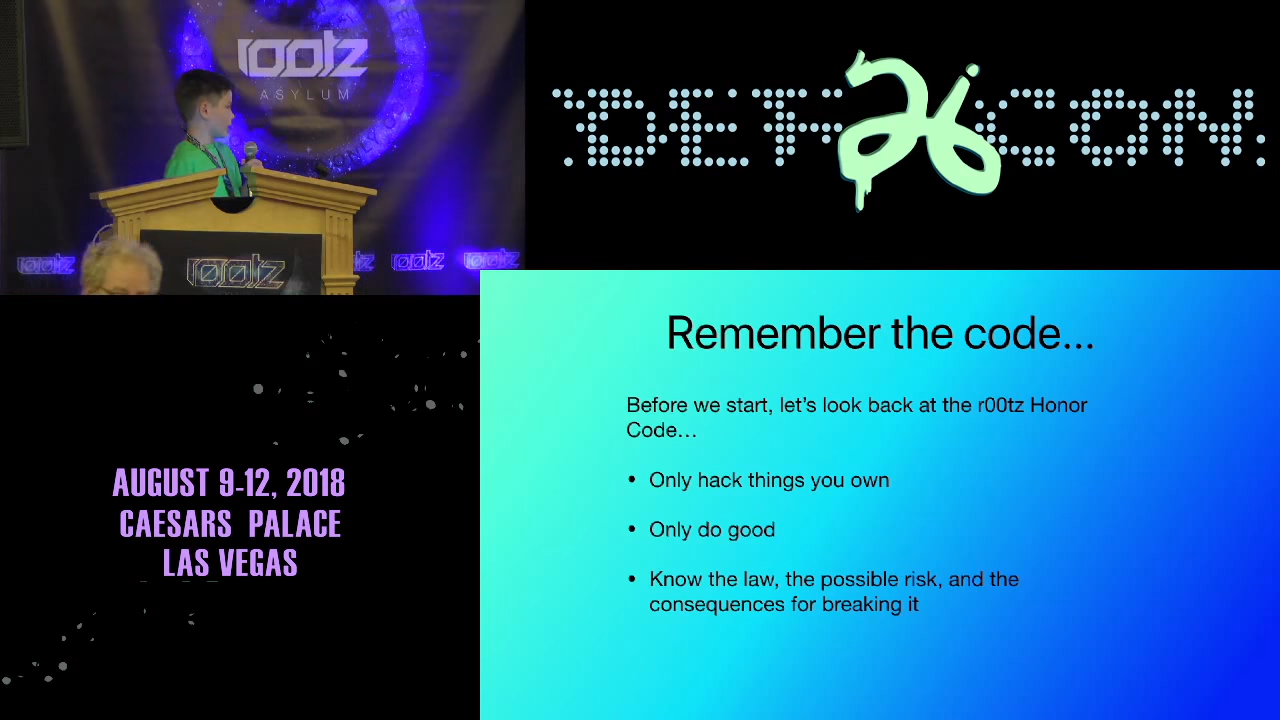 r00tz
ASYLUM
r00tz
r00tz
r00tz
r00tz
DEF 26 CON
AUGUST 9-12, 2018
CAESARS PALACE
LAS VEGAS
Remember the code...
Before we start, let's look back at the r00tz Honor
Code...
• Only hack things you own
• Only do good
• Know the law, the possible risk, and the
consequences for breaking it